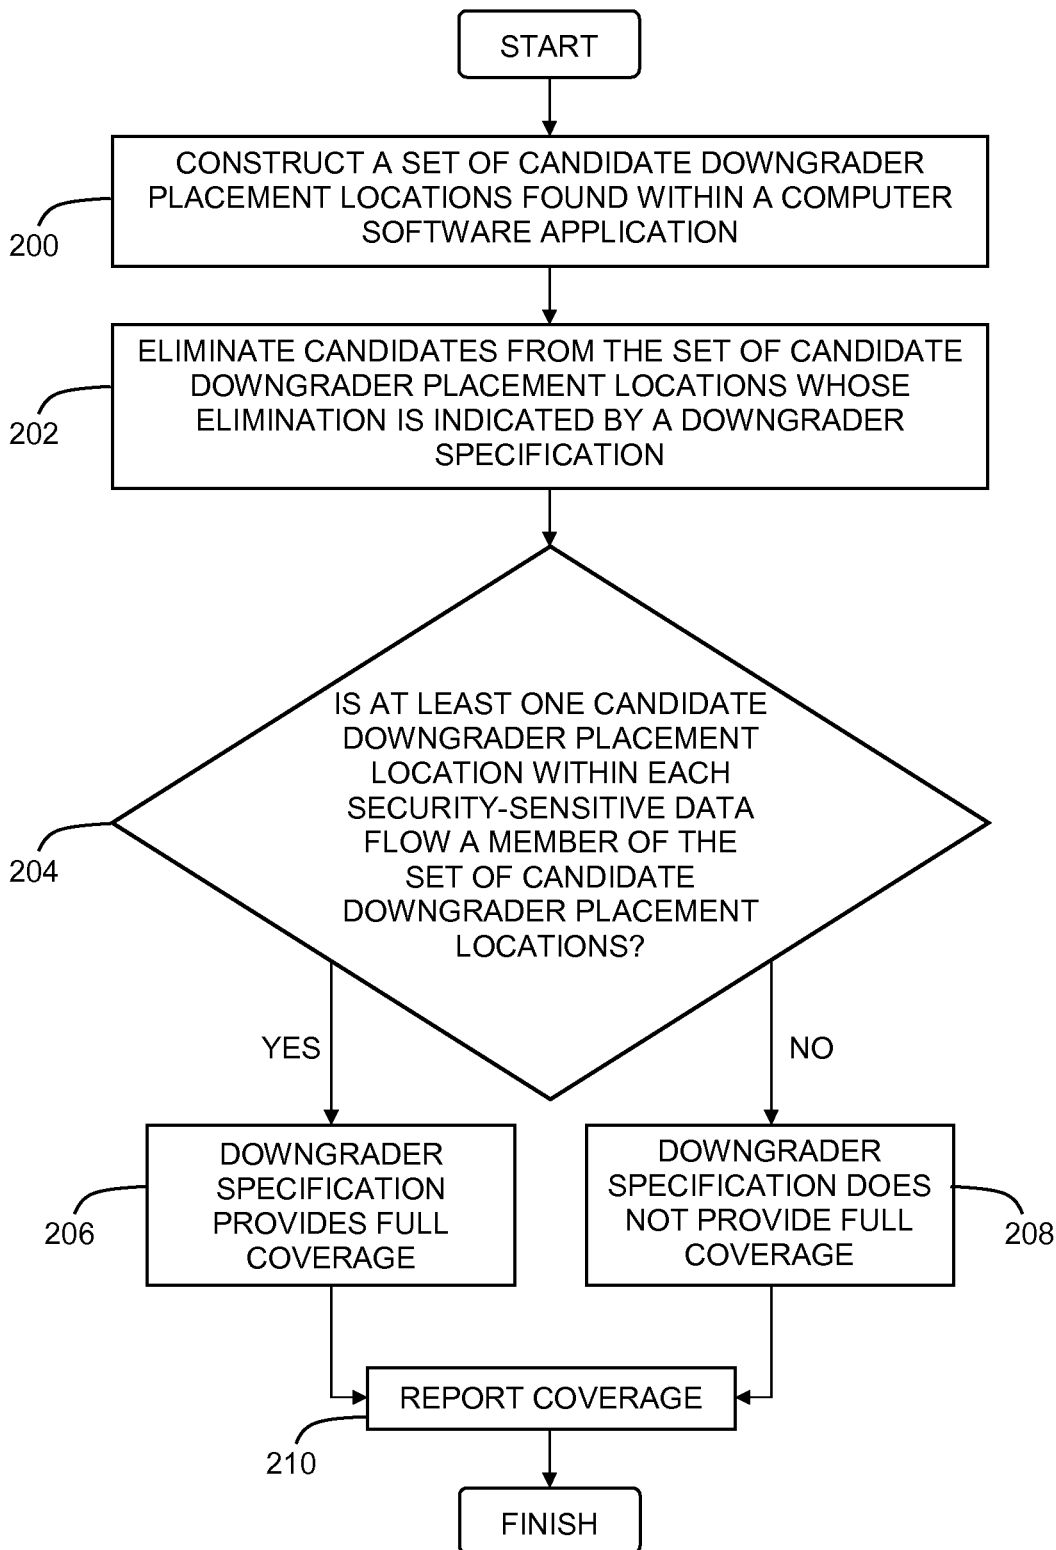 START
CONSTRUCT A SET OF CANDIDATE DOWNGRADER
PLACEMENT LOCATIONS FOUND WITHIN A COMPUTER
SOFTWARE APPLICATION
200
ELIMINATE CANDIDATES FROM THE SET OF CANDIDATE
DOWNGRADER PLACEMENT LOCATIONS WHOSE
ELIMINATION IS INDICATED BY A DOWNGRADER
SPECIFICATION
202
IS AT LEAST ONE CANDIDATE
DOWNGRADER PLACEMENT
LOCATION WITHIN EACH
SECURITY-SENSITIVE DATA
FLOW A MEMBER OF THE
SET OF CANDIDATE
DOWNGRADER PLACEMENT
LOCATIONS?
204
YES
NO
DOWNGRADER
SPECIFICATION
PROVIDES FULL
COVERAGE
206
DOWNGRADER
SPECIFICATION DOES
NOT PROVIDE FULL
COVERAGE
208
REPORT COVERAGE
210
FINISH